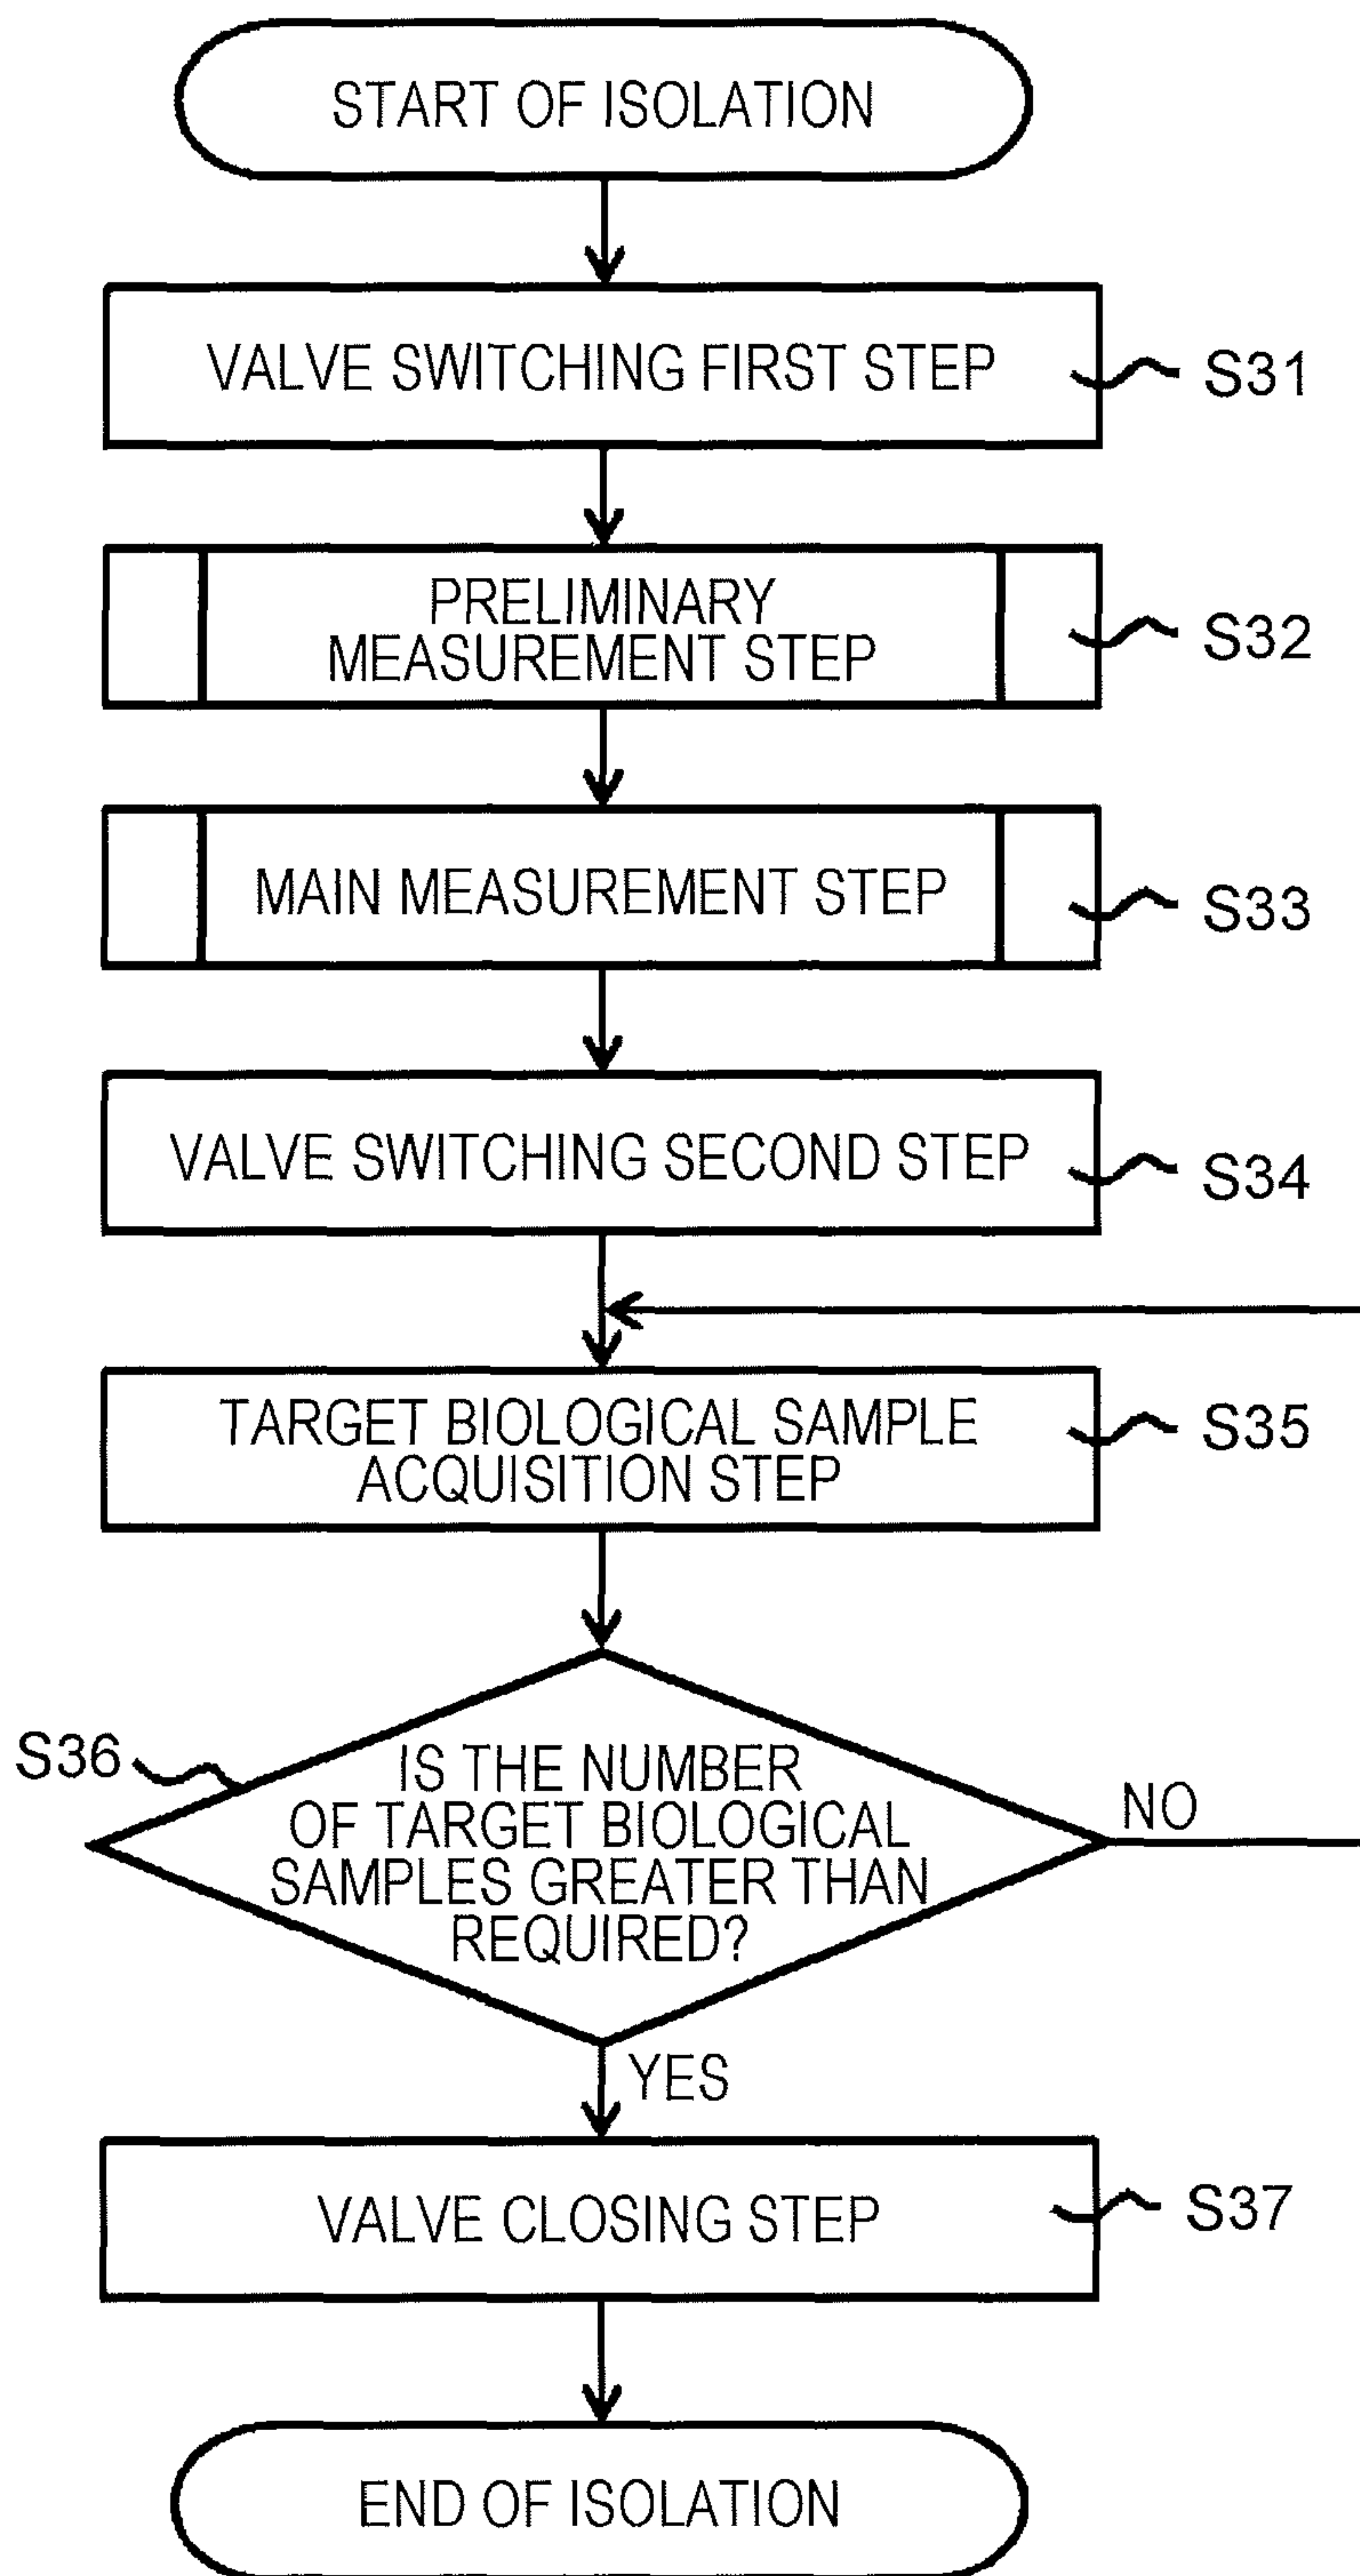 START OF ISOLATION
VALVE SWITCHING FIRST STEP
S31
PRELIMINARY
MEASUREMENT STEP
S32
MAIN MEASUREMENT STEP
S33
VALVE SWITCHING SECOND STEP
S34
TARGET BIOLOGICAL SAMPLE
ACQUISITION STEP
S35
S36
IS THE NUMBER
OF TARGET BIOLOGICAL
SAMPLES GREATER THAN
REQUIRED?
NO
YES
VALVE CLOSING STEP
S37
END OF ISOLATION